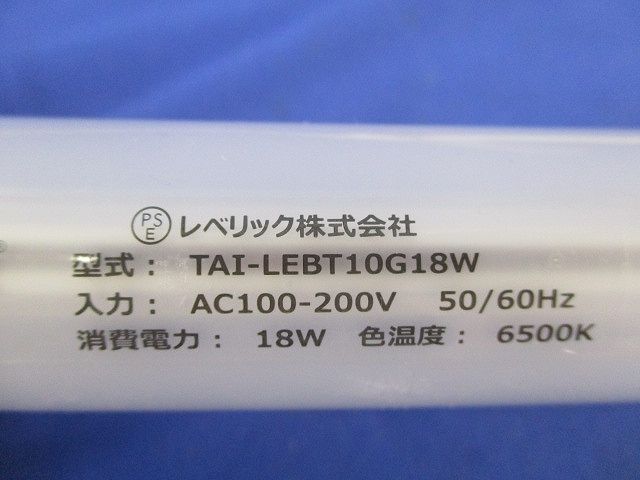 PSE レベリック株式会社
型式： TAI-LEBT10G18W
入力： AC100-200V 50/60Hz
消費電力： 18W 色温度： 6500K